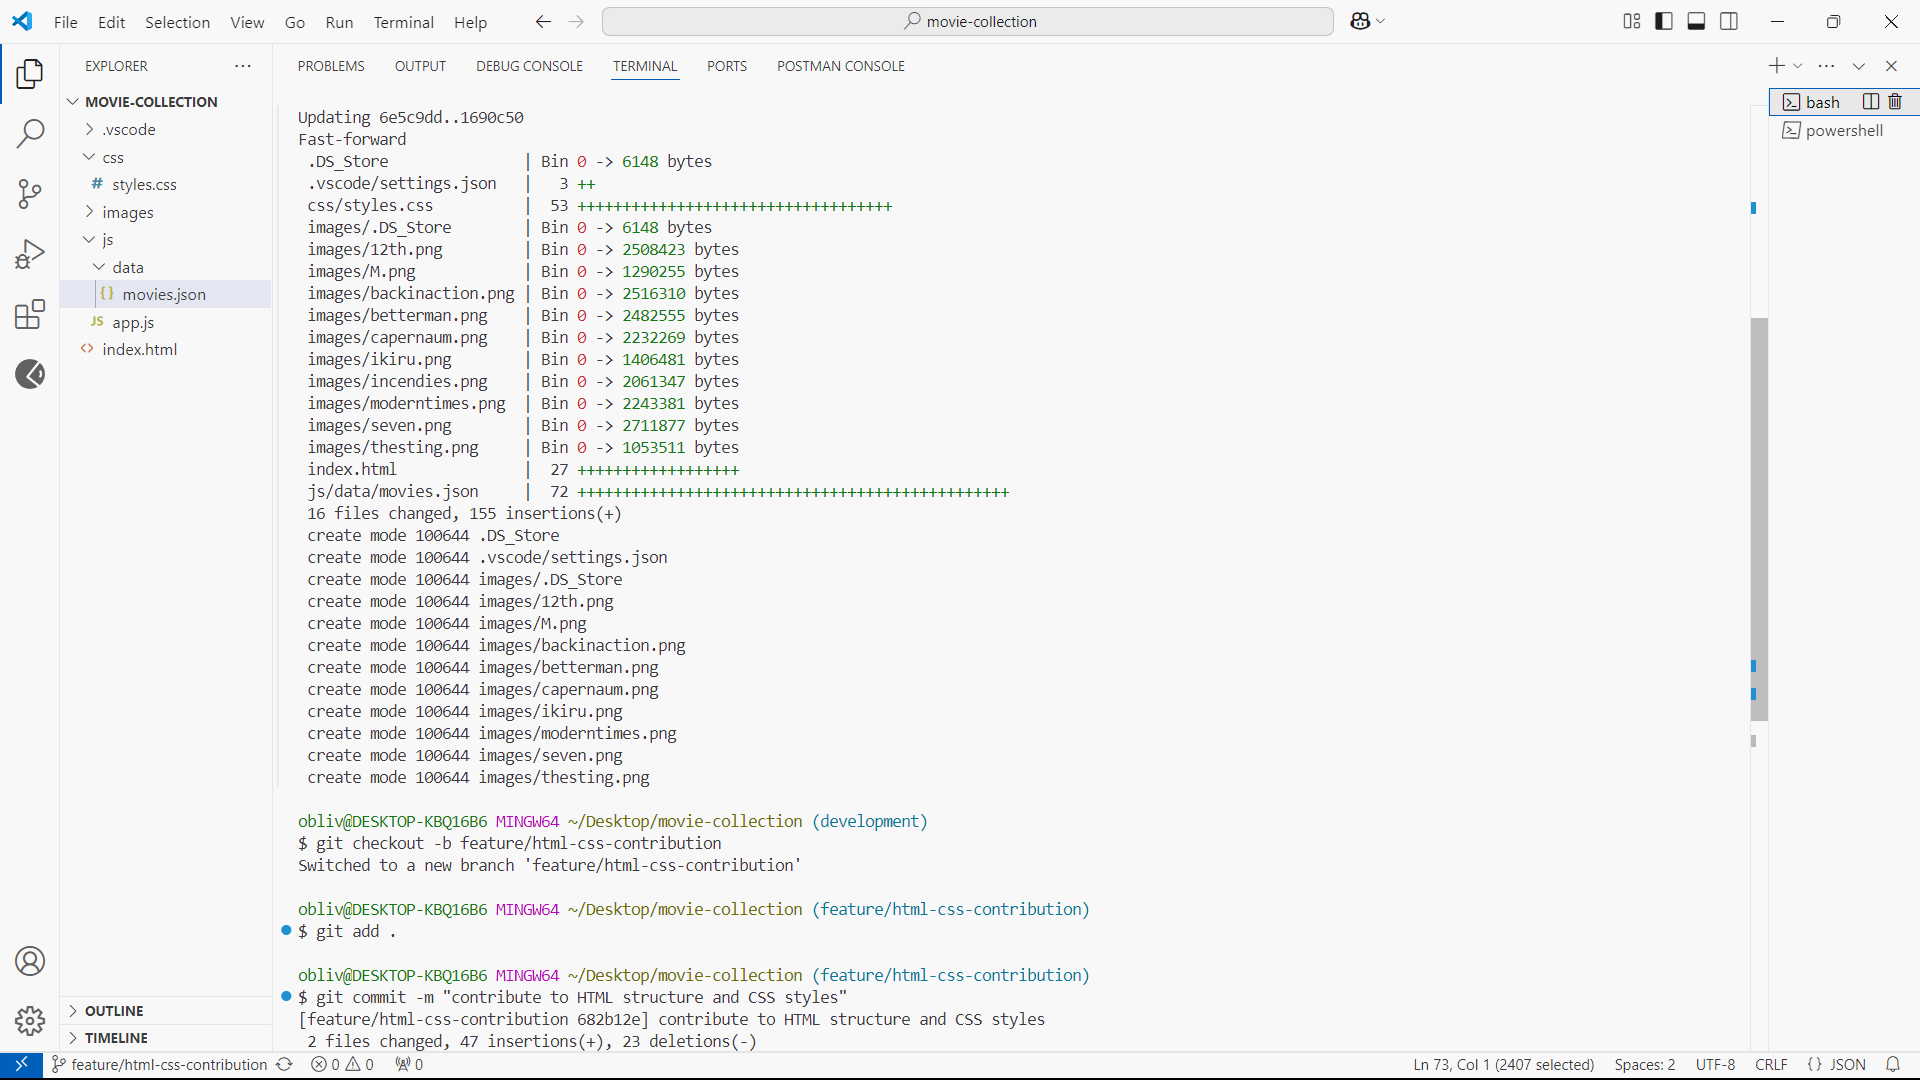 File Edit Selection View Go Run Terminal Help
movie-collection
EXPLORER
MOVIE-COLLECTION
.vscode
css
# styles.css
images
js
data
{} movies.json
JS app.js
<> index.html
OUTLINE
TIMELINE
PROBLEMS OUTPUT DEBUG CONSOLE TERMINAL PORTS POSTMAN CONSOLE
Updating 6e5c9dd..1690c50
Fast-forward
.DS_Store | Bin 0 -> 6148 bytes
.vscode/settings.json | 3 ++
css/styles.css | 53 +++++++++++++++++++++++++++++++++++
images/.DS_Store | Bin 0 -> 6148 bytes
images/12th.png | Bin 0 -> 2508423 bytes
images/M.png | Bin 0 -> 1290255 bytes
images/backinaction.png | Bin 0 -> 2516310 bytes
images/betterman.png | Bin 0 -> 2482555 bytes
images/capernaum.png | Bin 0 -> 2232269 bytes
images/ikiru.png | Bin 0 -> 1406481 bytes
images/incendies.png | Bin 0 -> 2061347 bytes
images/moderntimes.png | Bin 0 -> 2243381 bytes
images/seven.png | Bin 0 -> 2711877 bytes
images/thesting.png | Bin 0 -> 1053511 bytes
index.html | 27 ++++++++++++++++++
js/data/movies.json | 72 ++++++++++++++++++++++++++++++++++++++++++++++++
16 files changed, 155 insertions(+)
create mode 100644 .DS_Store
create mode 100644 .vscode/settings.json
create mode 100644 images/.DS_Store
create mode 100644 images/12th.png
create mode 100644 images/M.png
create mode 100644 images/backinaction.png
create mode 100644 images/betterman.png
create mode 100644 images/capernaum.png
create mode 100644 images/ikiru.png
create mode 100644 images/moderntimes.png
create mode 100644 images/seven.png
create mode 100644 images/thesting.png
obliv@DESKTOP-KBQ16B6 MINGW64 ~/Desktop/movie-collection (development)
$ git checkout -b feature/html-css-contribution
Switched to a new branch 'feature/html-css-contribution'
obliv@DESKTOP-KBQ16B6 MINGW64 ~/Desktop/movie-collection (feature/html-css-contribution)
$ git add .
obliv@DESKTOP-KBQ16B6 MINGW64 ~/Desktop/movie-collection (feature/html-css-contribution)
$ git commit -m "contribute to HTML structure and CSS styles"
[feature/html-css-contribution 682b12e] contribute to HTML structure and CSS styles
2 files changed, 47 insertions(+), 23 deletions(-)
bash
powershell
feature/html-css-contribution 0 0 0 Ln 73, Col 1 (2407 selected) Spaces: 2 UTF-8 CRLF {} JSON